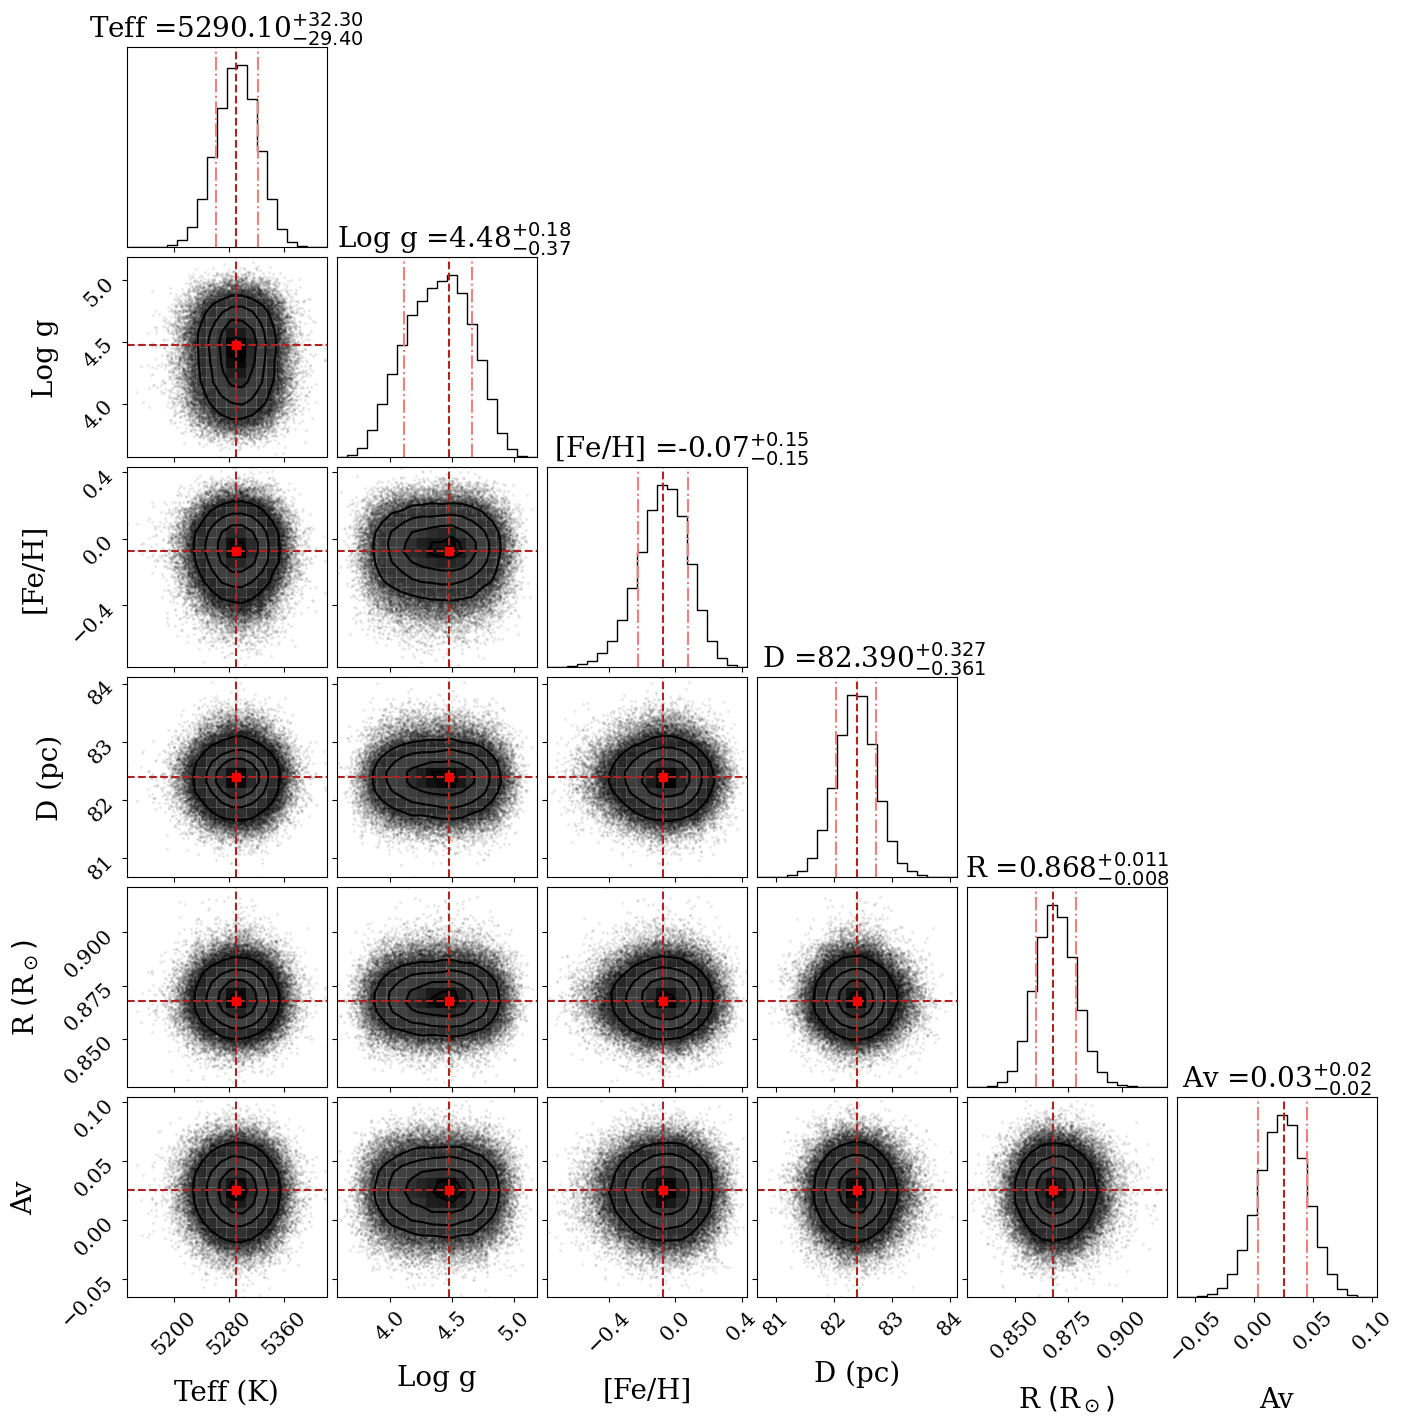 Teff =5290.10+32.30−29.40
Log g =4.48+0.18−0.37
5.0
4.5
4.0
Log g
[Fe/H] =-0.07+0.15−0.15
0.4
0.0
−0.4
[Fe/H]
D =82.390+0.327−0.361
84
83
82
81
D (pc)
R =0.868+0.011−0.008
0.900
0.875
0.850
R (R⊙)
Av =0.03+0.02−0.02
0.10
0.05
0.00
−0.05
Av
5200 5280 5360 4.0 4.5 5.0 −0.4 0.0 0.4 81 82 83 84 0.850 0.875 0.900 −0.05 0.00 0.05 0.10
Teff (K) Log g [Fe/H] D (pc) R (R⊙) Av